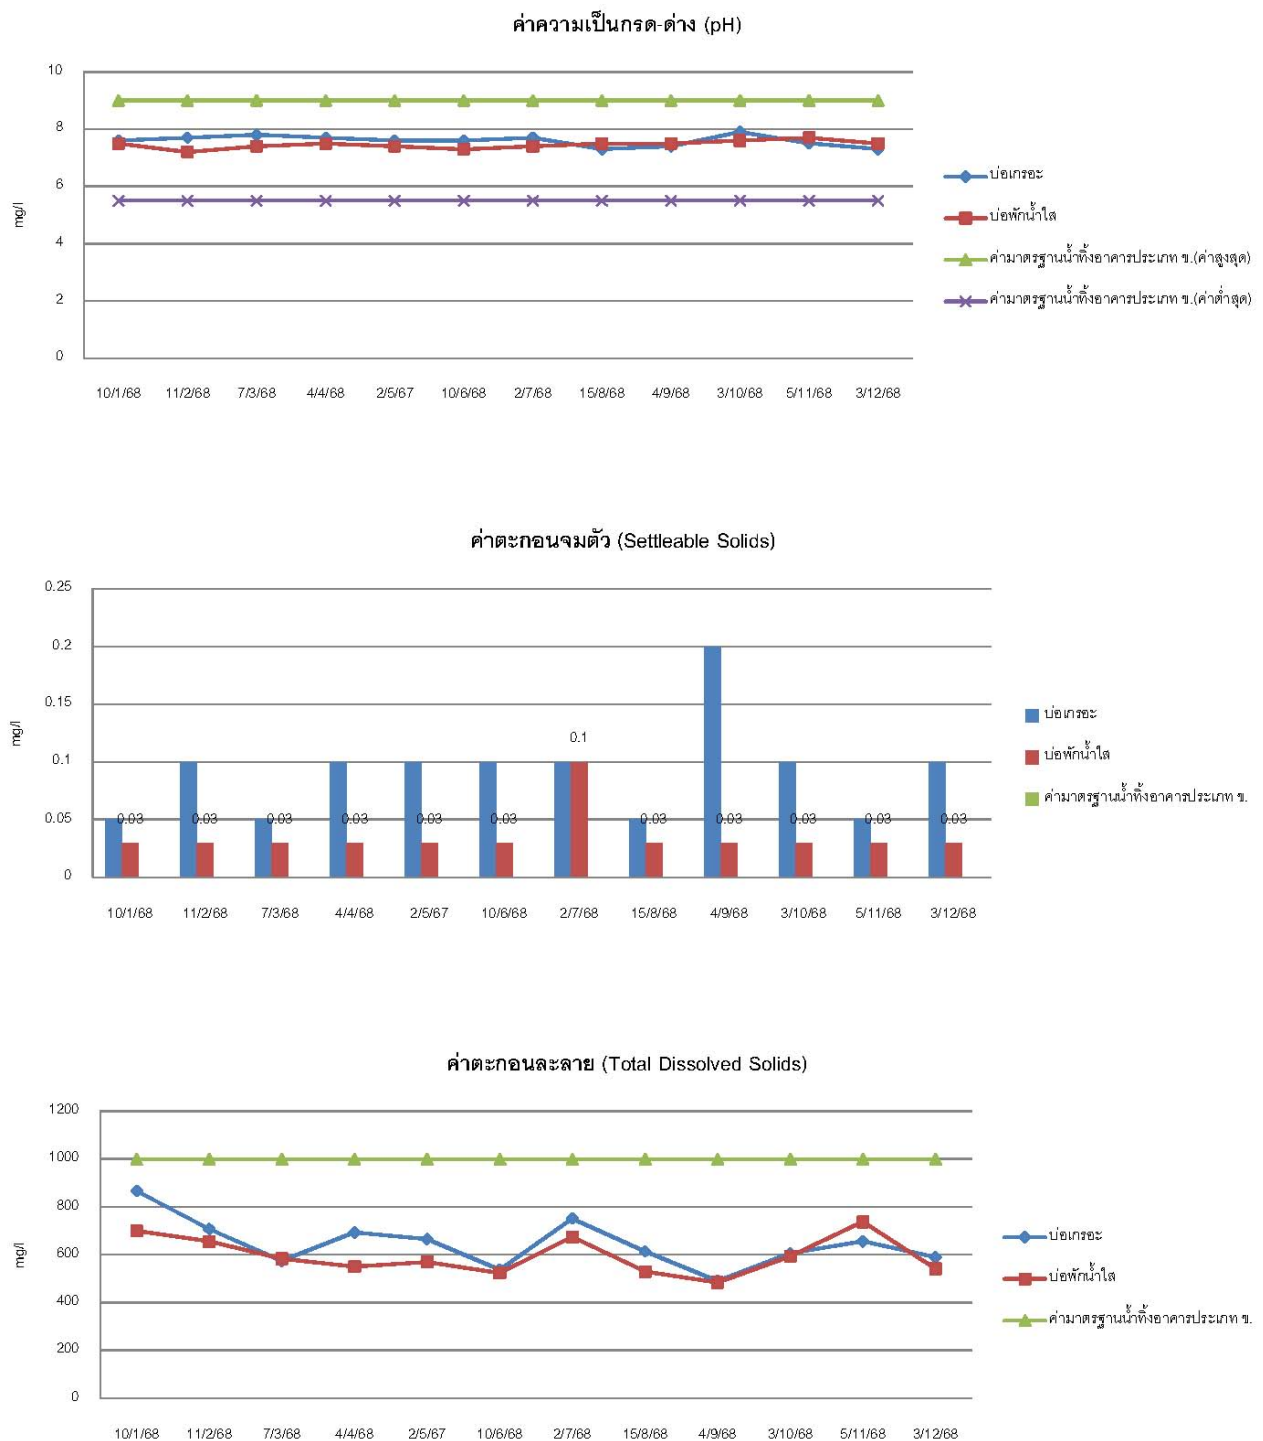 ค่าความเป็นกรด-ด่าง (pH)
10
8
6
4
2
0
mg/l
10/1/68 11/2/68 7/3/68 4/4/68 2/5/67 10/6/68 2/7/68 15/8/68 4/9/68 3/10/68 5/11/68 3/12/68
บ่อเกรอะ
บ่อพักน้ำใส
ค่ามาตรฐานน้ำทิ้งอาคารประเภท ข.(ค่าสูงสุด)
ค่ามาตรฐานน้ำทิ้งอาคารประเภท ข.(ค่าต่ำสุด)
ค่าตะกอนจมตัว (Settleable Solids)
0.25
0.2
0.15
0.1
0.05
0
mg/l
0.03 0.03 0.03 0.03 0.03 0.03 0.1 0.03 0.03 0.03 0.03 0.03
10/1/68 11/2/68 7/3/68 4/4/68 2/5/67 10/6/68 2/7/68 15/8/68 4/9/68 3/10/68 5/11/68 3/12/68
บ่อเกรอะ
บ่อพักน้ำใส
ค่ามาตรฐานน้ำทิ้งอาคารประเภท ข.
ค่าตะกอนละลาย (Total Dissolved Solids)
1200
1000
800
600
400
200
0
mg/l
10/1/68 11/2/68 7/3/68 4/4/68 2/5/67 10/6/68 2/7/68 15/8/68 4/9/68 3/10/68 5/11/68 3/12/68
บ่อเกรอะ
บ่อพักน้ำใส
ค่ามาตรฐานน้ำทิ้งอาคารประเภท ข.